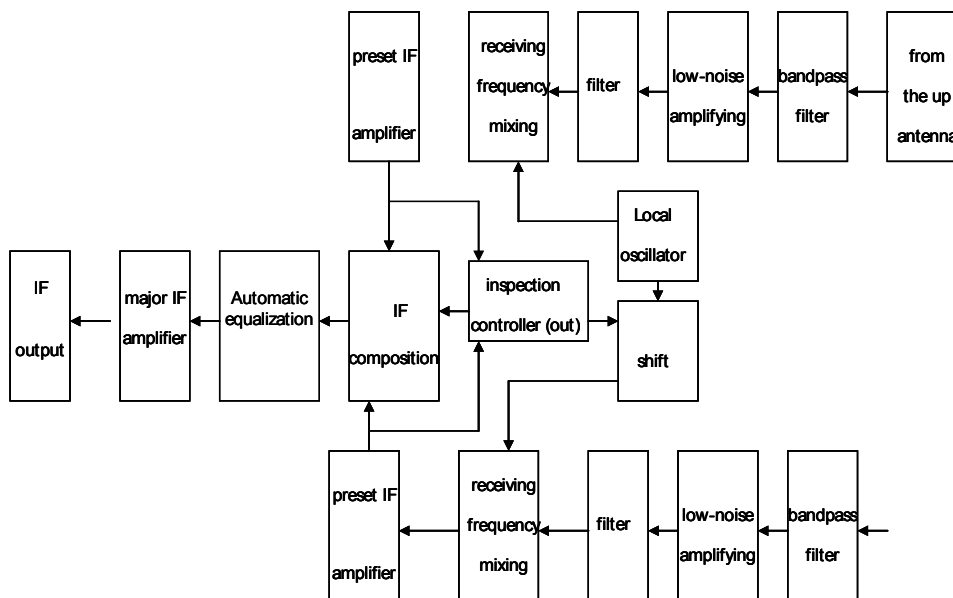 preset IF
amplifier
receiving
frequency
mixing
filter
low-noise
amplifying
bandpass
filter
from
the up
antenna
Local
oscillator
IF
output
major IF
amplifier
Automatic
equalization
IF
composition
inspection
controller (out)
shift
preset IF
amplifier
receiving
frequency
mixing
filter
low-noise
amplifying
bandpass
filter